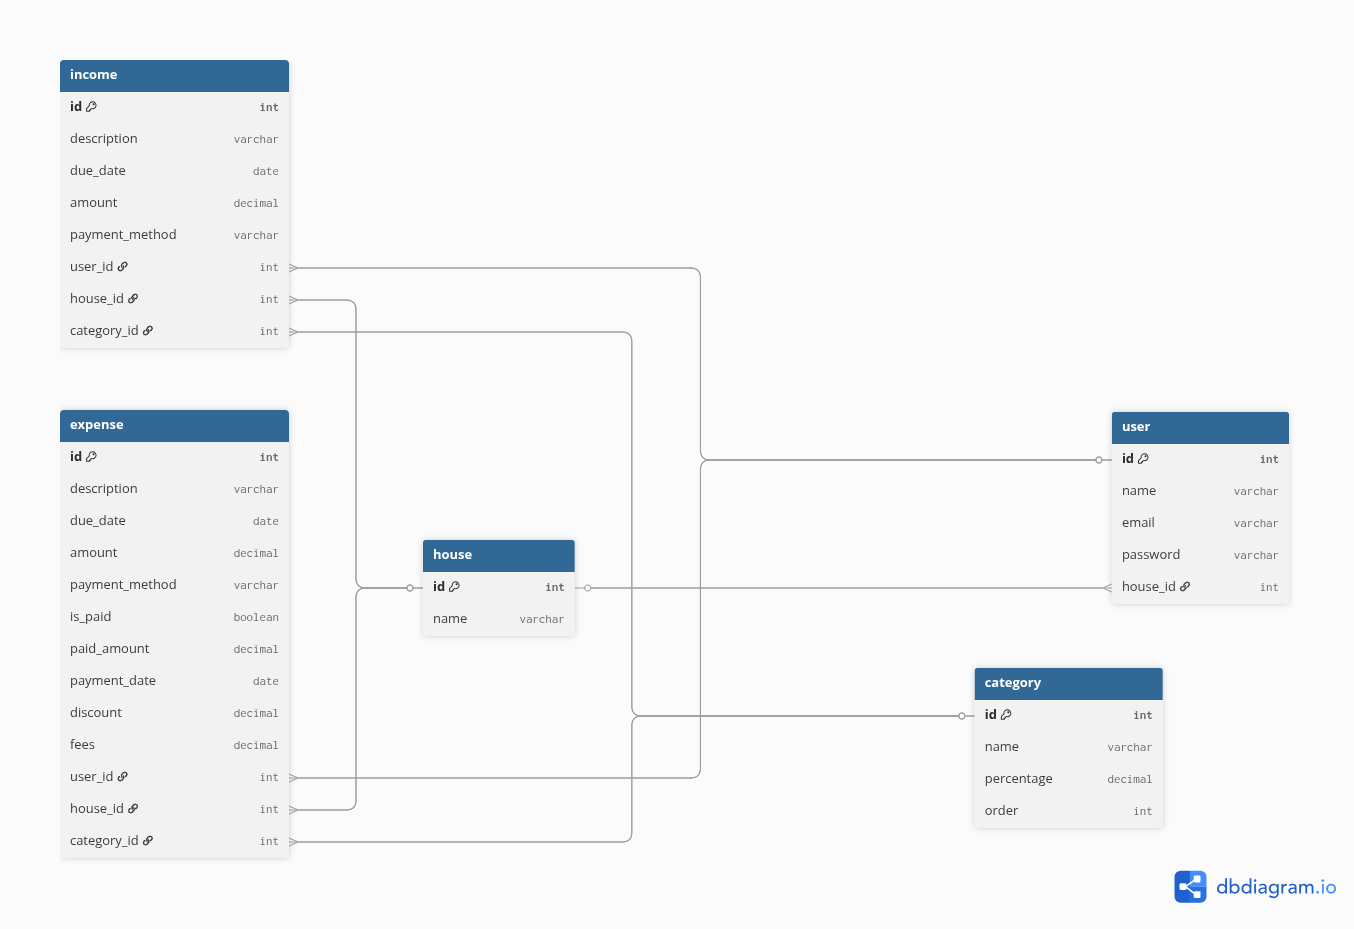 income
id int
description varchar
due_date date
amount decimal
payment_method varchar
user_id int
house_id int
category_id int
expense
id int
description varchar
due_date date
amount decimal
payment_method varchar
is_paid boolean
paid_amount decimal
payment_date date
discount decimal
fees decimal
user_id int
house_id int
category_id int
house
id int
name varchar
user
id int
name varchar
email varchar
password varchar
house_id int
category
id int
name varchar
percentage decimal
order int
dbdiagram.io